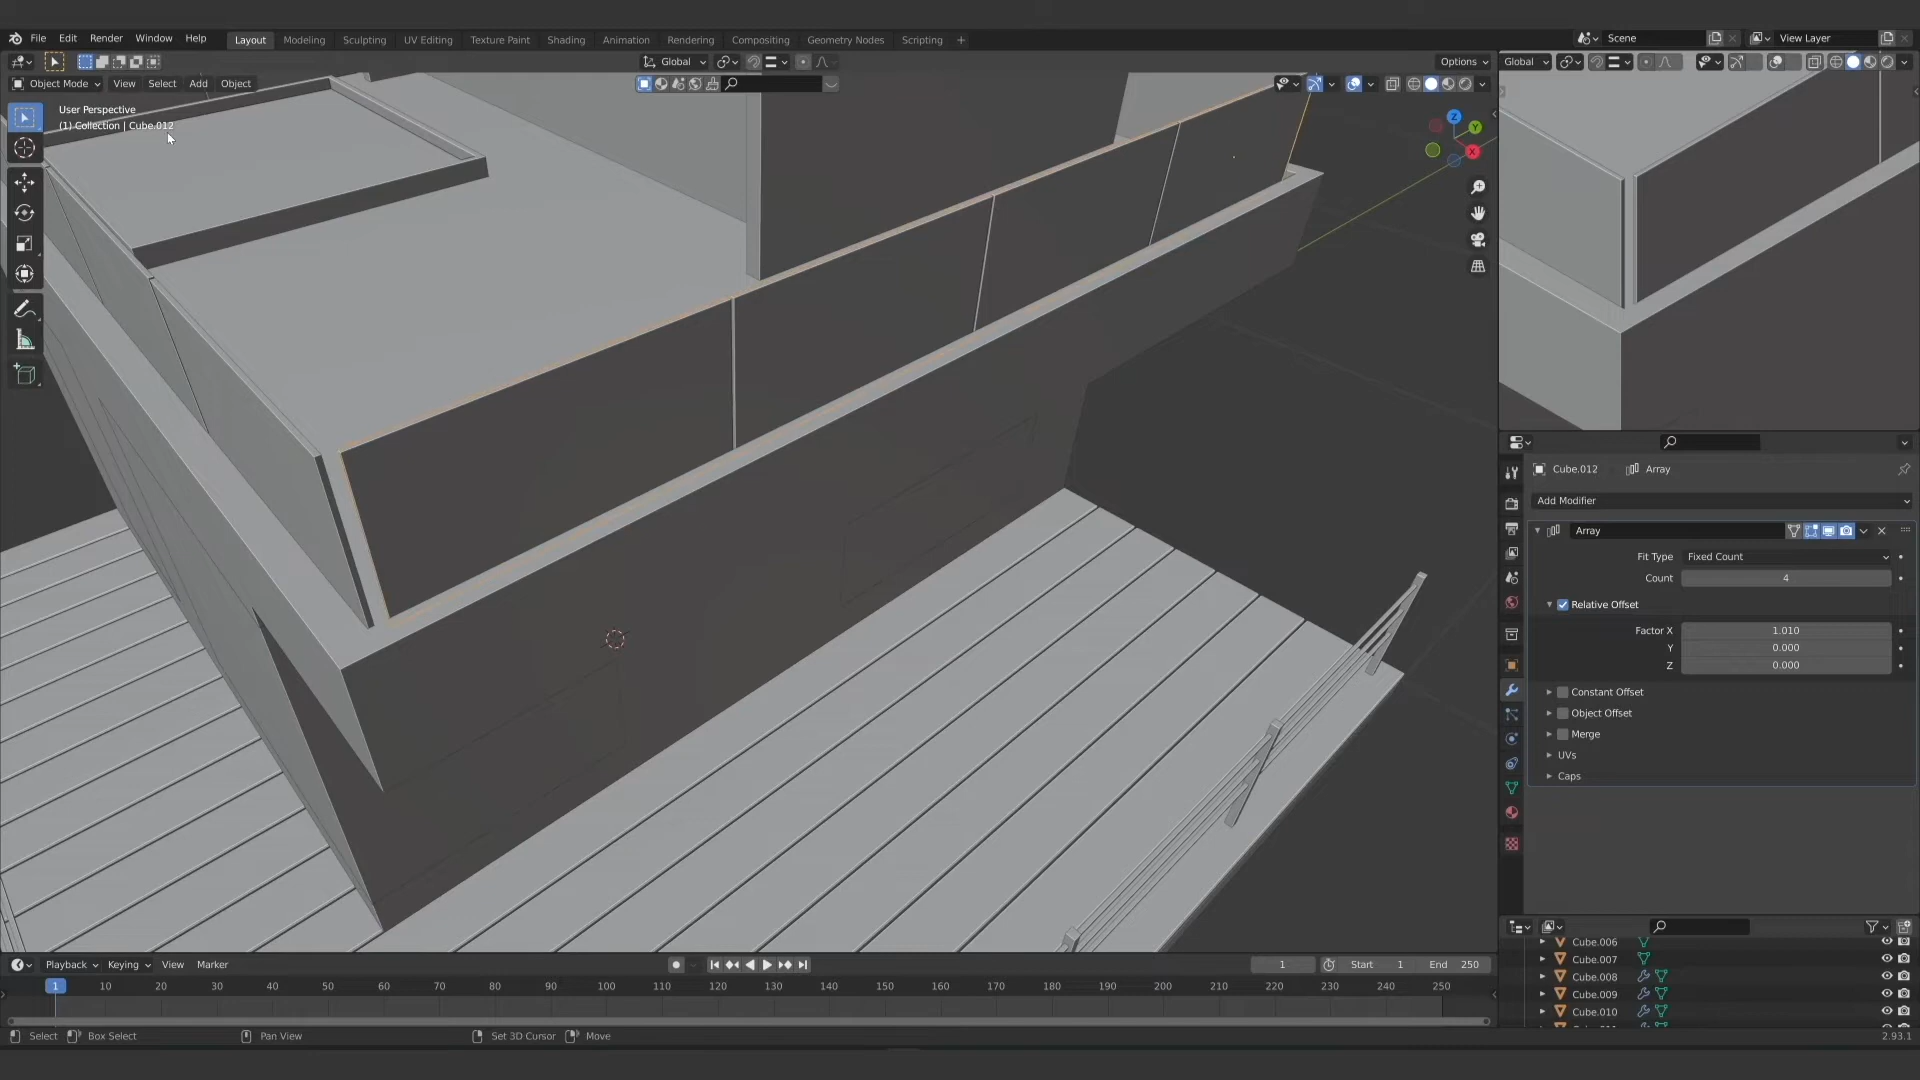 File Edit Render Window Help Layout Modeling Sculpting UV Editing Texture Paint Shading Animation Rendering Compositing Geometry Nodes Scripting + Scene View Layer
Global Options Global
Object Mode View Select Add Object
User Perspective
(1) Collection | Cube.012
Z
Y
X
Cube.012 Array
Add Modifier
Array
Fit Type Fixed Count
Count 4
Relative Offset
Factor X 1.010
Y 0.000
Z 0.000
Constant Offset
Object Offset
Merge
UVs
Caps
Cube.006
Cube.007
Cube.008
Cube.009
Cube.010
Playback Keying View Marker 1 Start 1 End 250
1 10 20 30 40 50 60 70 80 90 100 110 120 130 140 150 160 170 180 190 200 210 220 230 240 250
Select Box Select Pan View Set 3D Cursor Move 2.93.1